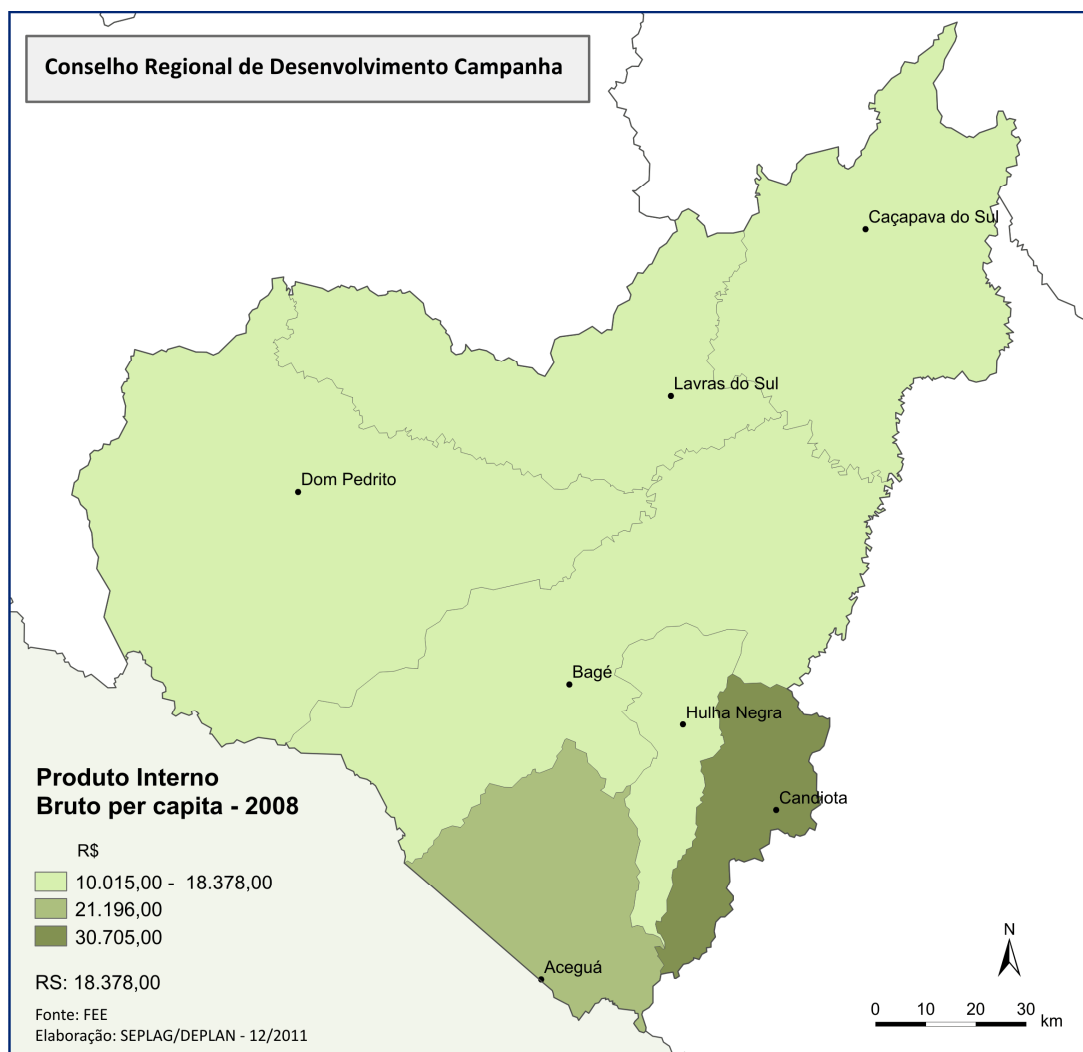 Conselho Regional de Desenvolvimento Campanha
Caçapava do Sul
Lavras do Sul
Dom Pedrito
Bagé
Hulha Negra
Candiota
Aceguá
Produto Interno
Bruto per capita - 2008
R$
10.015,00 - 18.378,00
21.196,00
30.705,00
RS: 18.378,00
Fonte: FEE
Elaboração: SEPLAG/DEPLAN - 12/2011
N
0 10 20 30 km